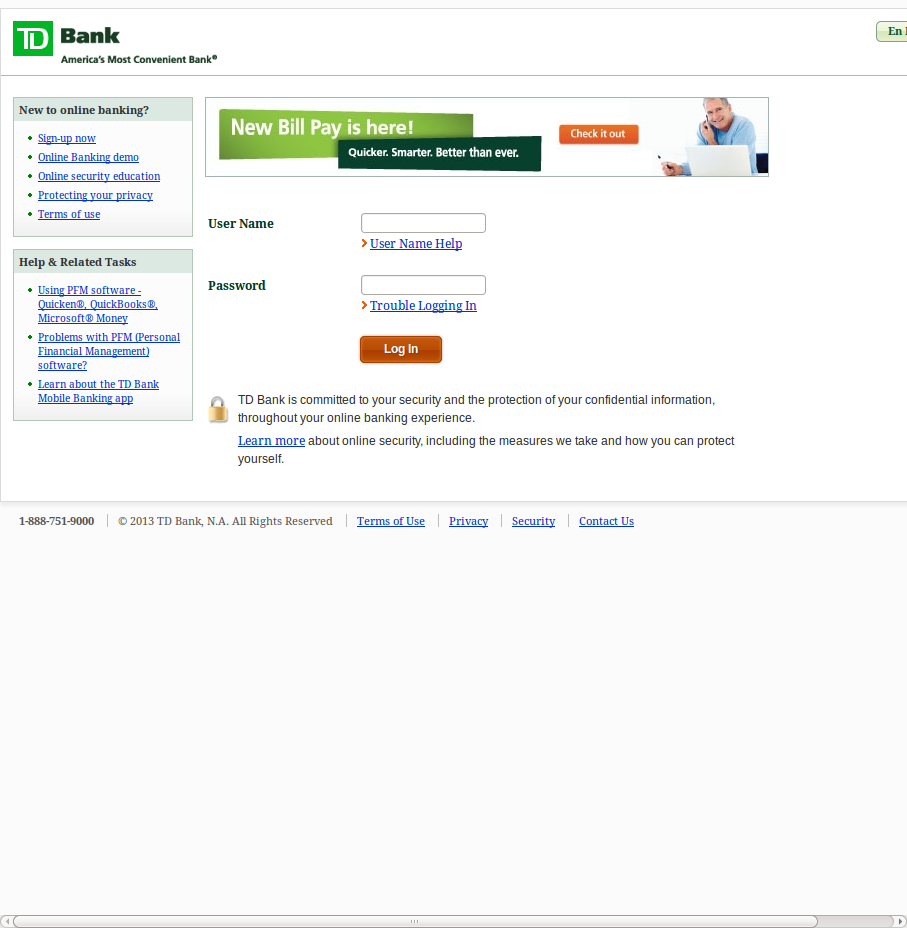 TD Bank
America's Most Convenient Bank®
En
New to online banking?
Sign-up now
Online Banking demo
Online security education
Protecting your privacy
Terms of use
Help & Related Tasks
Using PFM software -
Quicken®, QuickBooks®,
Microsoft® Money
Problems with PFM (Personal
Financial Management)
software?
Learn about the TD Bank
Mobile Banking app
New Bill Pay is here!
Quicker. Smarter. Better than ever.
Check it out
User Name
User Name Help
Password
Trouble Logging In
Log In
TD Bank is committed to your security and the protection of your confidential information,
throughout your online banking experience.
Learn more about online security, including the measures we take and how you can protect
yourself.
1-888-751-9000 © 2013 TD Bank, N.A. All Rights Reserved Terms of Use Privacy Security Contact Us